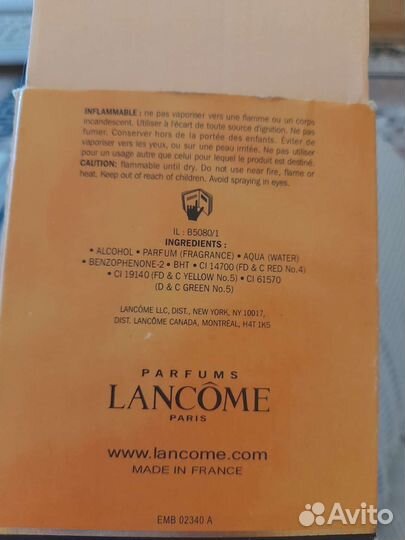 INFLAMMABLE : ne pas vaporiser vers une flamme ou un corps
incandescent. Utiliser à l'écart de toute source d'ignition. Ne pas
fumer. Conserver hors de la portée des enfants. Éviter de
vaporiser vers les yeux, ou sur une peau irritée. Ne pas utiliser
pour un usage autre que celui pour lequel le produit est destiné.
CAUTION: flammable until dry. Do not use near fire, flame or
heat. Keep out of reach of children. Avoid spraying in eyes.
IL : B5080/1
INGREDIENTS :
• ALCOHOL • PARFUM (FRAGRANCE) • AQUA (WATER)
• BENZOPHENONE-2 • BHT • CI 14700 (FD & C RED No.4)
• CI 19140 (FD & C YELLOW No.5) • CI 61570
(D & C GREEN No.5)
LANCÔME LLC, DIST., NEW YORK, NY 10017,
DIST. LANCÔME CANADA, MONTRÉAL, H4T 1K5
PARFUMS
LANCÔME
PARIS
www.lancome.com
MADE IN FRANCE
EMB 02340 A
Avito